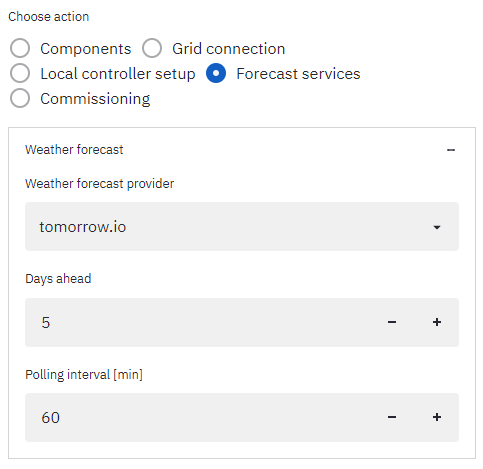 Choose action
Components Grid connection
Local controller setup Forecast services
Commissioning
Weather forecast
Weather forecast provider
tomorrow.io
Days ahead
5
Polling interval [min]
60